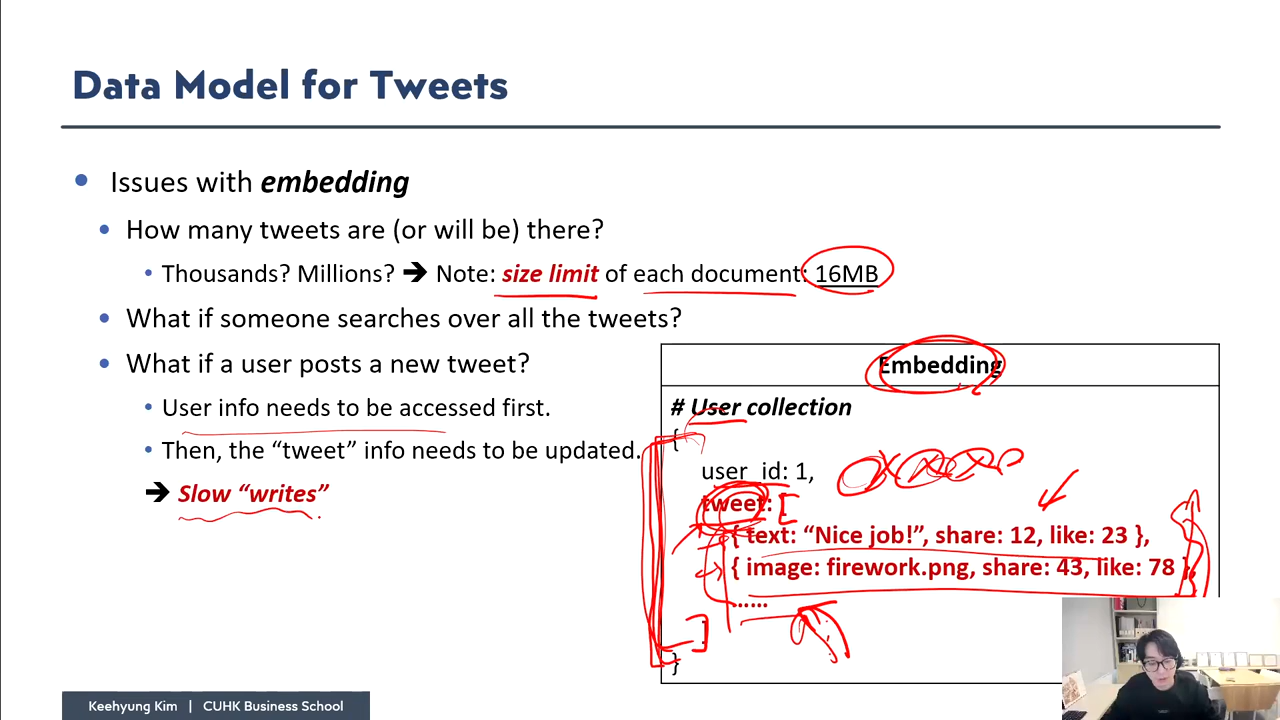 Data Model for Tweets
• Issues with embedding
• How many tweets are (or will be) there?
• Thousands? Millions? 🡺 Note: size limit of each document: 16MB
• What if someone searches over all the tweets?
• What if a user posts a new tweet?
• User info needs to be accessed first.
• Then, the “tweet” info needs to be updated.
🡺 Slow “writes”
Embedding
# User collection
{
user_id: 1,
tweet: [
{ text: “Nice job!”, share: 12, like: 23 },
{ image: firework.png, share: 43, like: 78 },
……
]
}
Keehyung Kim | CUHK Business School